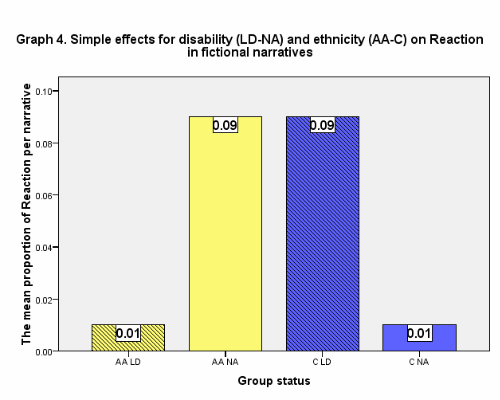 Graph 4. Simple effects for disability (LD-NA) and ethnicity (AA-C) on Reaction
in fictional narratives
The mean proportion of Reaction per narrative
0.10
0.08
0.06
0.04
0.02
0.00
0.01
0.09
0.09
0.01
AA LD
AA NA
C LD
C NA
Group status